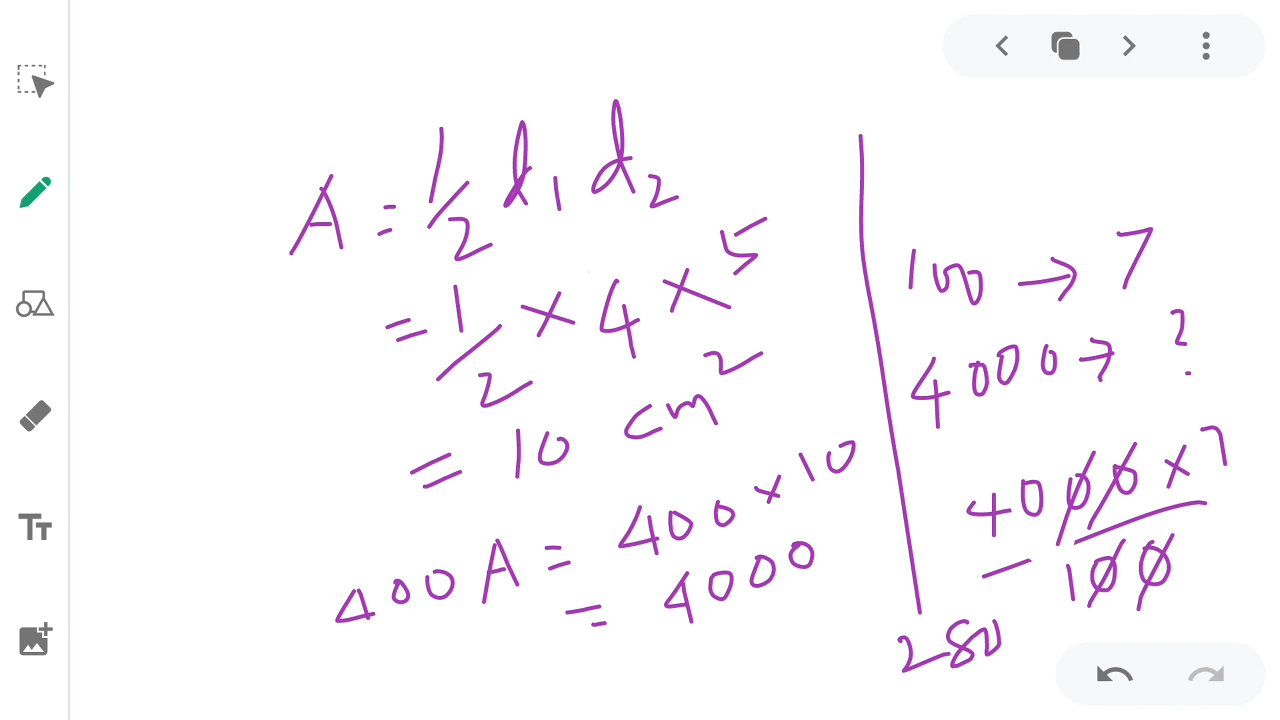 A = 1/2 d₁ d₂
= 1/2 × 4 × 5
= 10 cm²
400 A = 400 × 10
= 4000
100 → 7
4000 → ?
4000 × 7
— 100
280
Tт